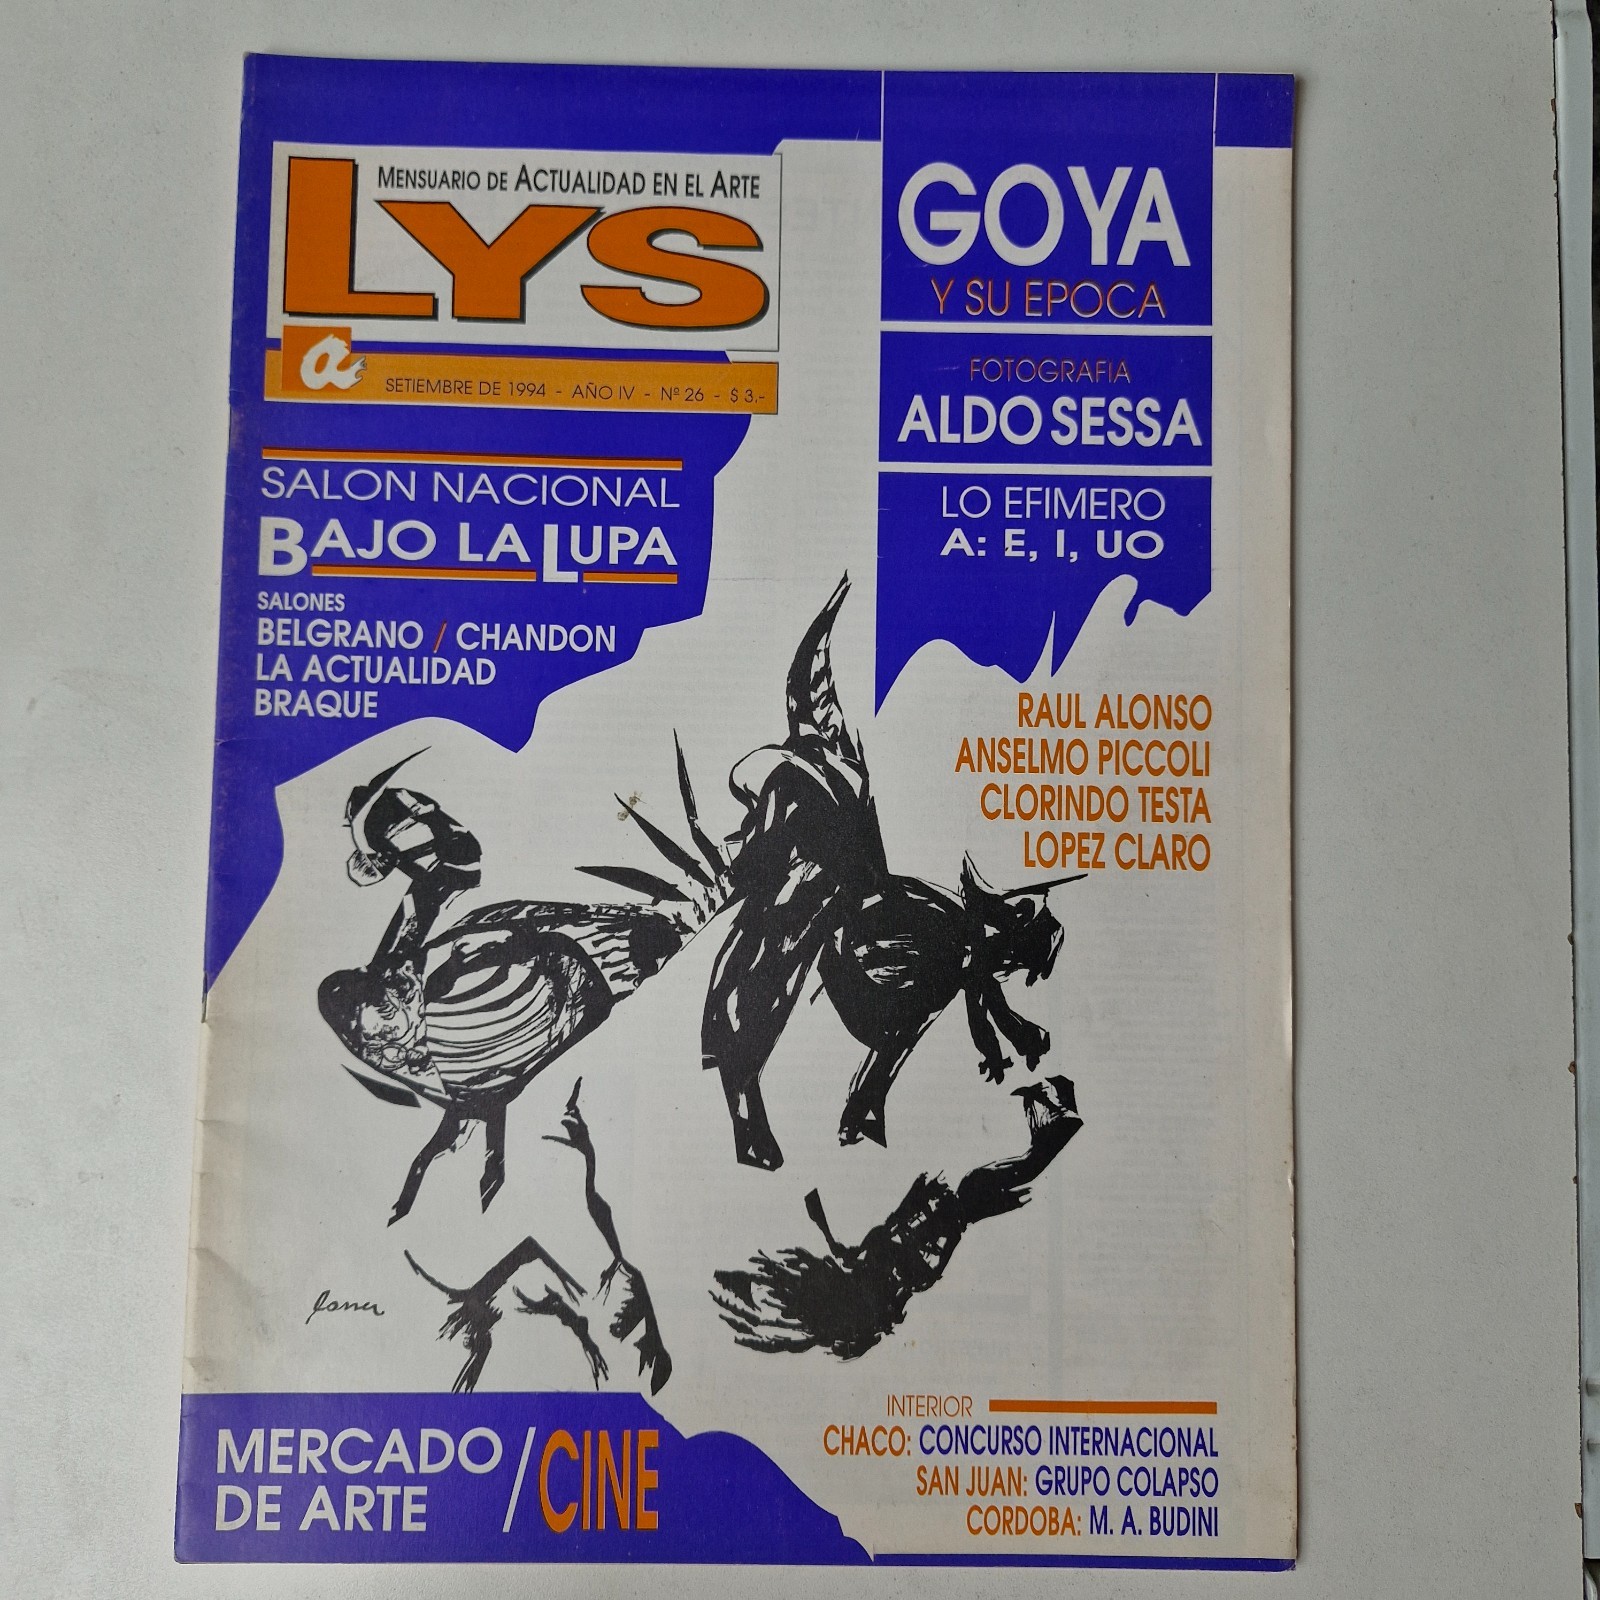 MENSUARIO DE ACTUALIDAD EN EL ARTE
LYS
a
SETIEMBRE DE 1994 - AÑO IV - Nº 26 - $ 3.-
GOYA
Y SU EPOCA
FOTOGRAFIA
ALDO SESSA
LO EFIMERO
A: E, I, UO
SALON NACIONAL
BAJO LA LUPA
SALONES
BELGRANO / CHANDON
LA ACTUALIDAD
BRAQUE
RAUL ALONSO
ANSELMO PICCOLI
CLORINDO TESTA
LOPEZ CLARO
MERCADO
DE ARTE / CINE
INTERIOR
CHACO: CONCURSO INTERNACIONAL
SAN JUAN: GRUPO COLAPSO
CORDOBA: M. A. BUDINI